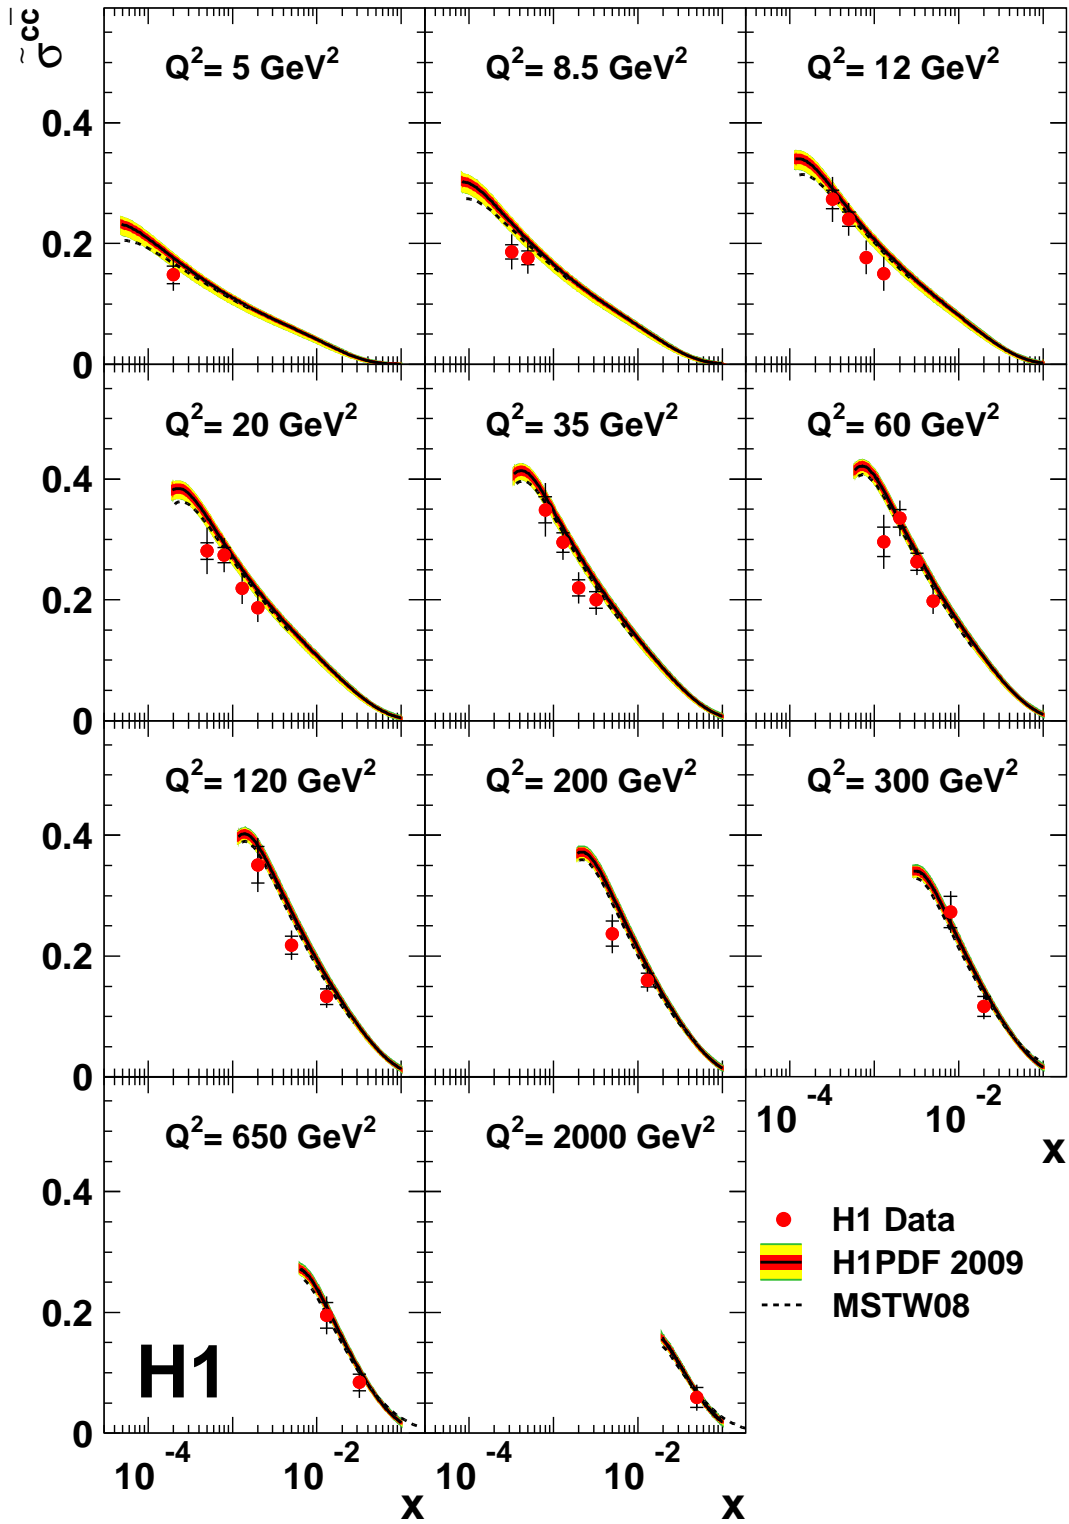 σ̃^cc̄
Q²= 5 GeV² Q²= 8.5 GeV² Q²= 12 GeV²
0.4
0.2
0
Q²= 20 GeV² Q²= 35 GeV² Q²= 60 GeV²
0.4
0.2
0
Q²= 120 GeV² Q²= 200 GeV² Q²= 300 GeV²
0.4
0.2
0
10⁻⁴ 10⁻²
x
Q²= 650 GeV² Q²= 2000 GeV²
0.4
0.2
0
H1
10⁻⁴ 10⁻² 10⁻⁴ 10⁻²
x x
H1 Data
H1PDF 2009
MSTW08